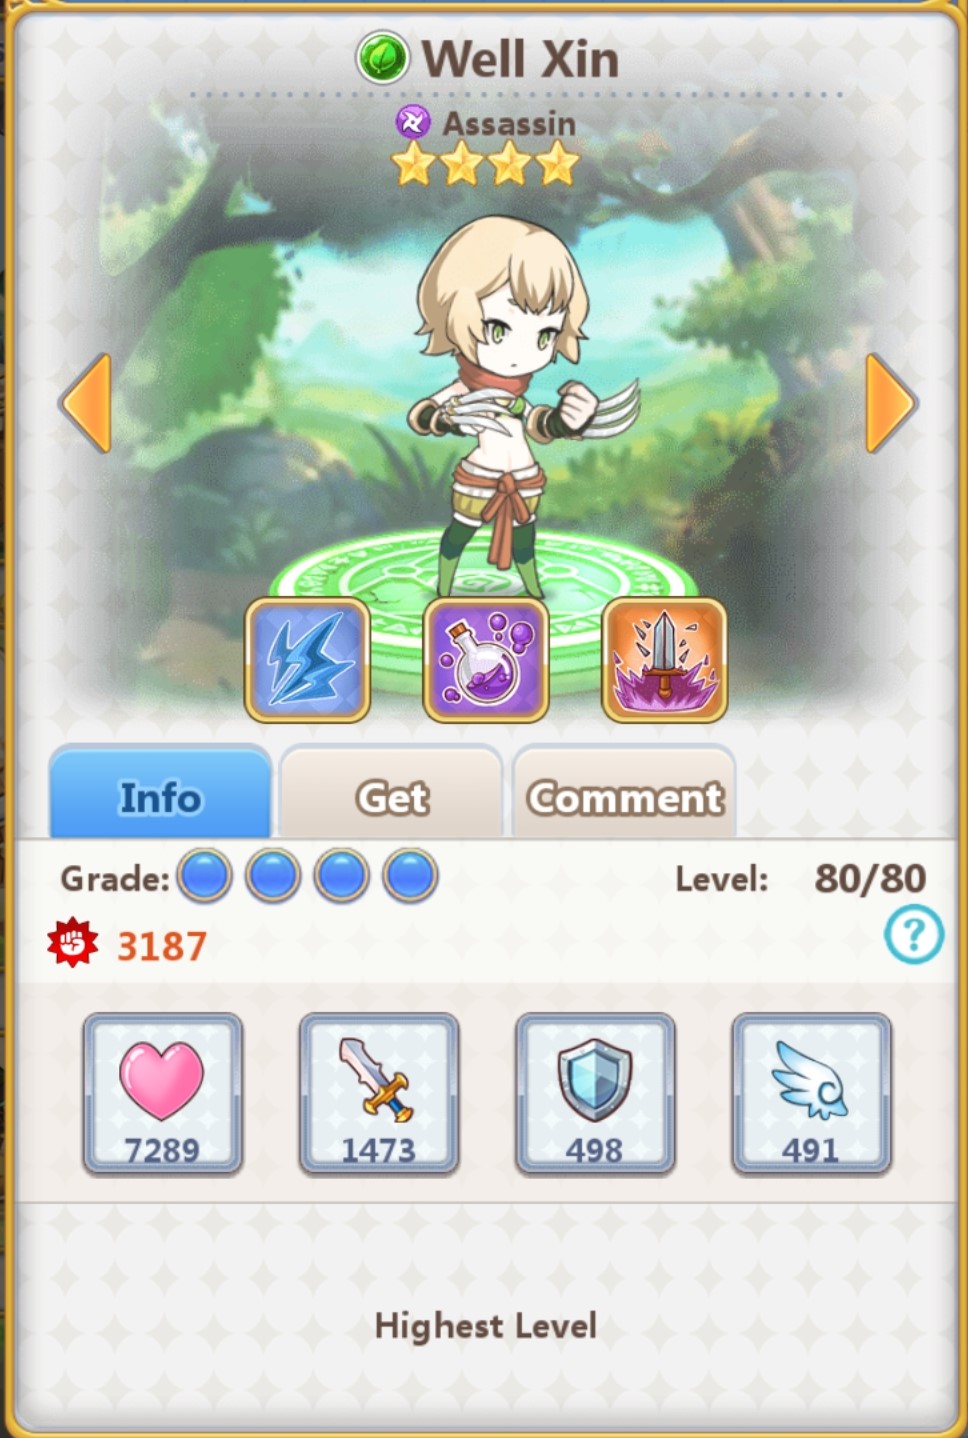 Well Xin
Assassin
Info
Get
Comment
Grade:
Level: 80/80
3187
?
7289
1473
498
491
Highest Level